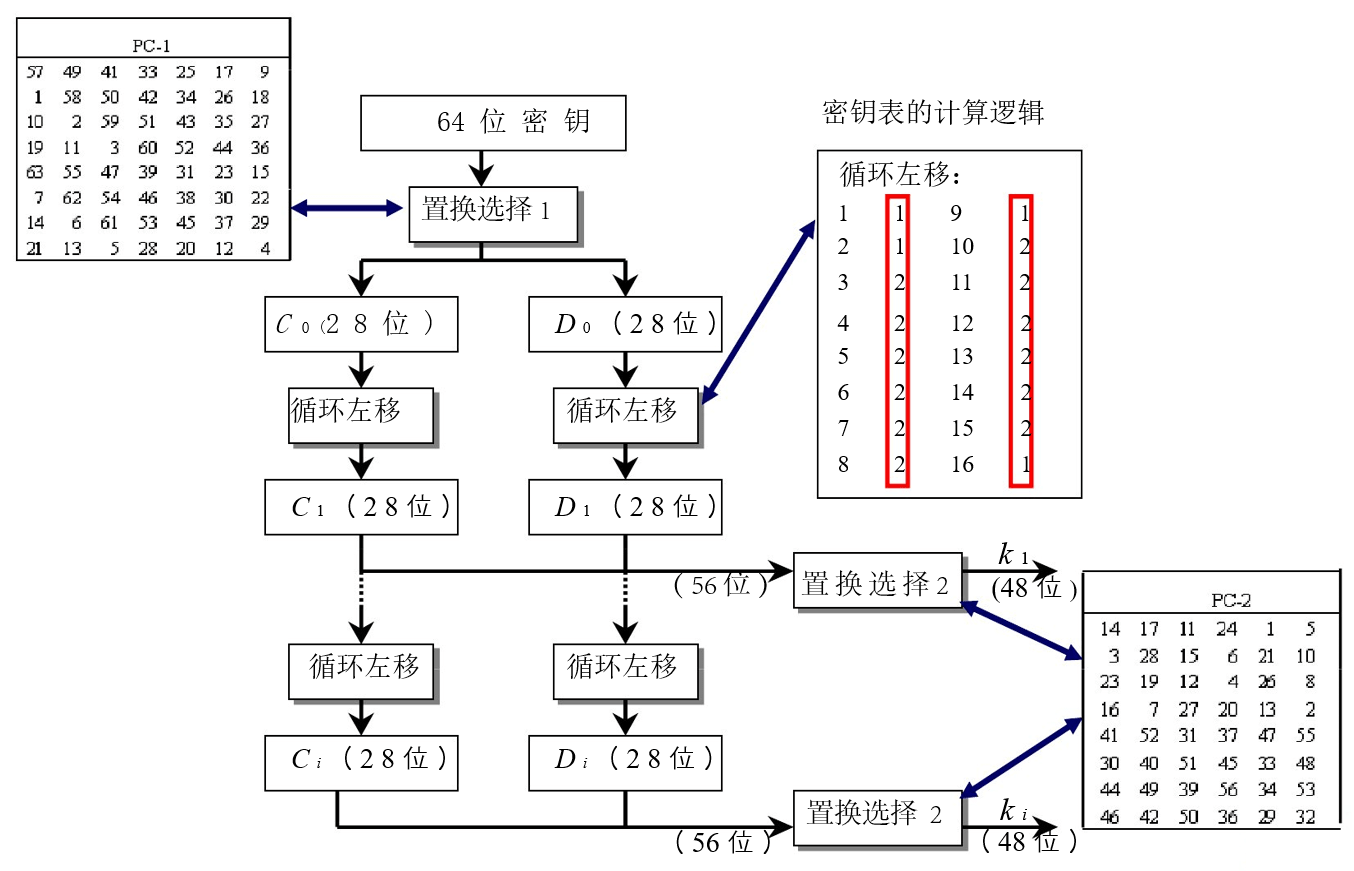 PC-1
57 49 41 33 25 17 9
1 58 50 42 34 26 18
10 2 59 51 43 35 27
19 11 3 60 52 44 36
63 55 47 39 31 23 15
7 62 54 46 38 30 22
14 6 61 53 45 37 29
21 13 5 28 20 12 4
64 位 密 钥
置换选择 1
C 0 (2 8 位 )
D 0 (28位)
循环左移
循环左移
C 1 (28位)
D 1 (28位)
密钥表的计算逻辑
循环左移:
1 1 9 1
2 1 10 2
3 2 11 2
4 2 12 2
5 2 13 2
6 2 14 2
7 2 15 2
8 2 16 1
(56位)
置换选择2
k 1
(48 位)
循环左移
循环左移
C i (28位)
D i (28位)
(56 位)
置换选择 2
k i
(48 位)
PC-2
14 17 11 24 1 5
3 28 15 6 21 10
23 19 12 4 26 8
16 7 27 20 13 2
41 52 31 37 47 55
30 40 51 45 33 48
44 49 39 56 34 53
46 42 50 36 29 32